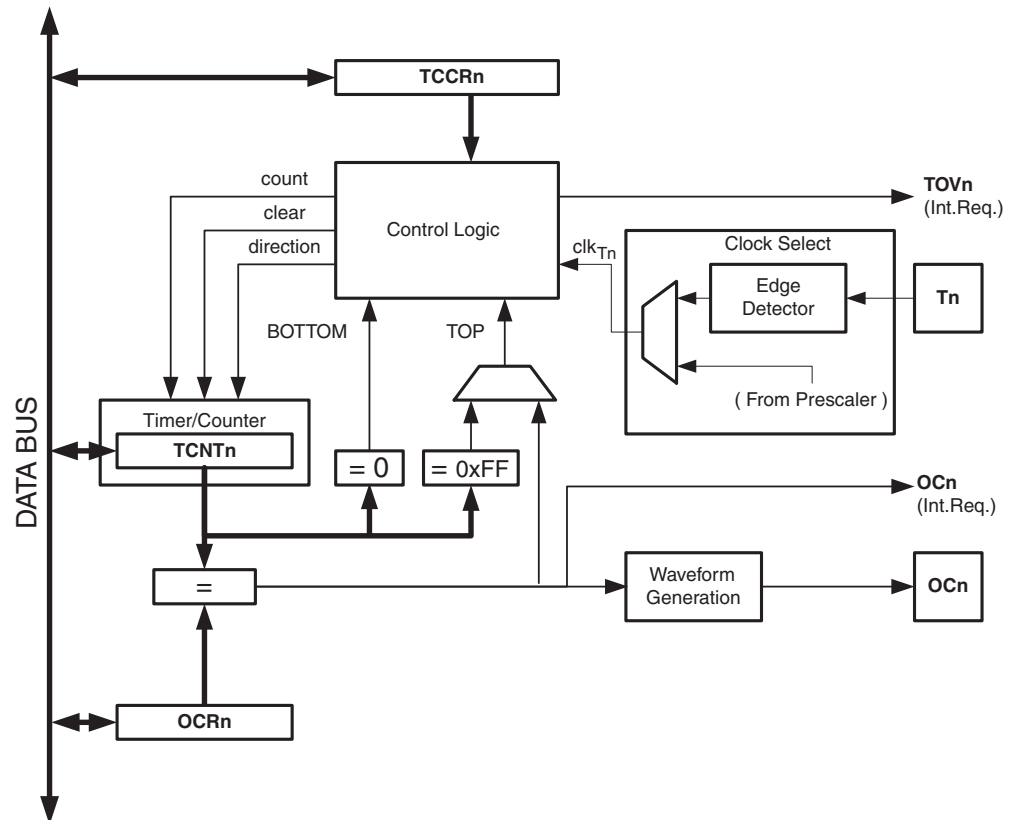 TCCRn
count
clear
direction
Control Logic
TOVn
(Int.Req.)
clkTn
Clock Select
Edge
Detector
Tn
( From Prescaler )
BOTTOM
TOP
DATA BUS
Timer/Counter
TCNTn
= 0
= 0xFF
OCn
(Int.Req.)
=
Waveform
Generation
OCn
OCRn